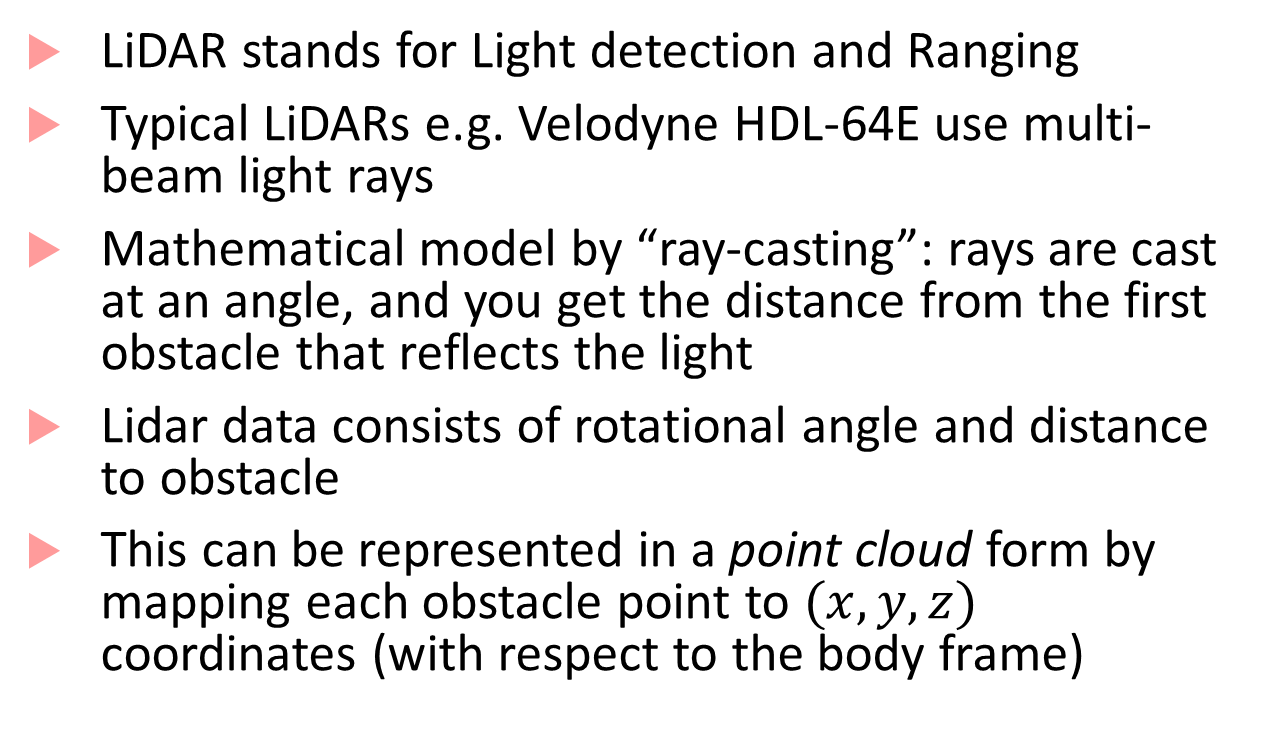 LiDAR stands for Light detection and Ranging
Typical LiDARs e.g. Velodyne HDL-64E use multi-
beam light rays
Mathematical model by “ray-casting”: rays are cast
at an angle, and you get the distance from the first
obstacle that reflects the light
Lidar data consists of rotational angle and distance
to obstacle
This can be represented in a point cloud form by
mapping each obstacle point to (x, y, z)
coordinates (with respect to the body frame)